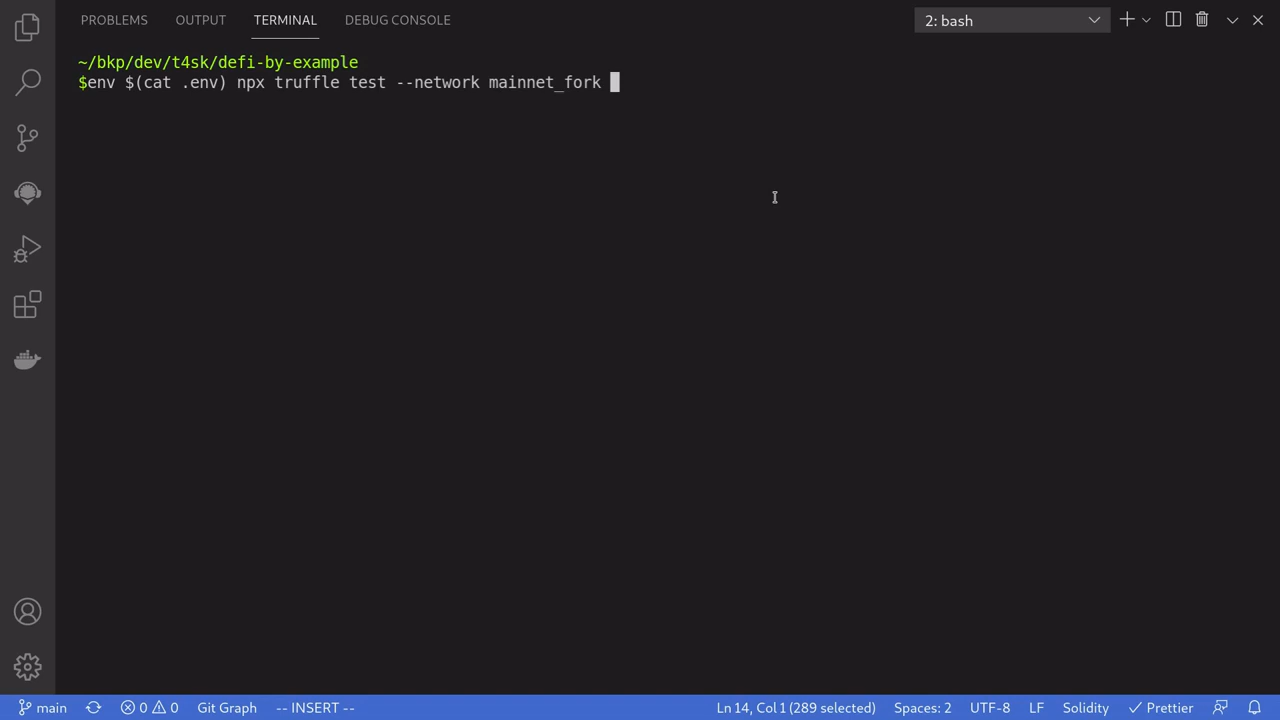 PROBLEMS OUTPUT TERMINAL DEBUG CONSOLE 2: bash
~/bkp/dev/t4sk/defi-by-example
$env $(cat .env) npx truffle test --network mainnet_fork
main 0 0 Git Graph -- INSERT -- Ln 14, Col 1 (289 selected) Spaces: 2 UTF-8 LF Solidity Prettier